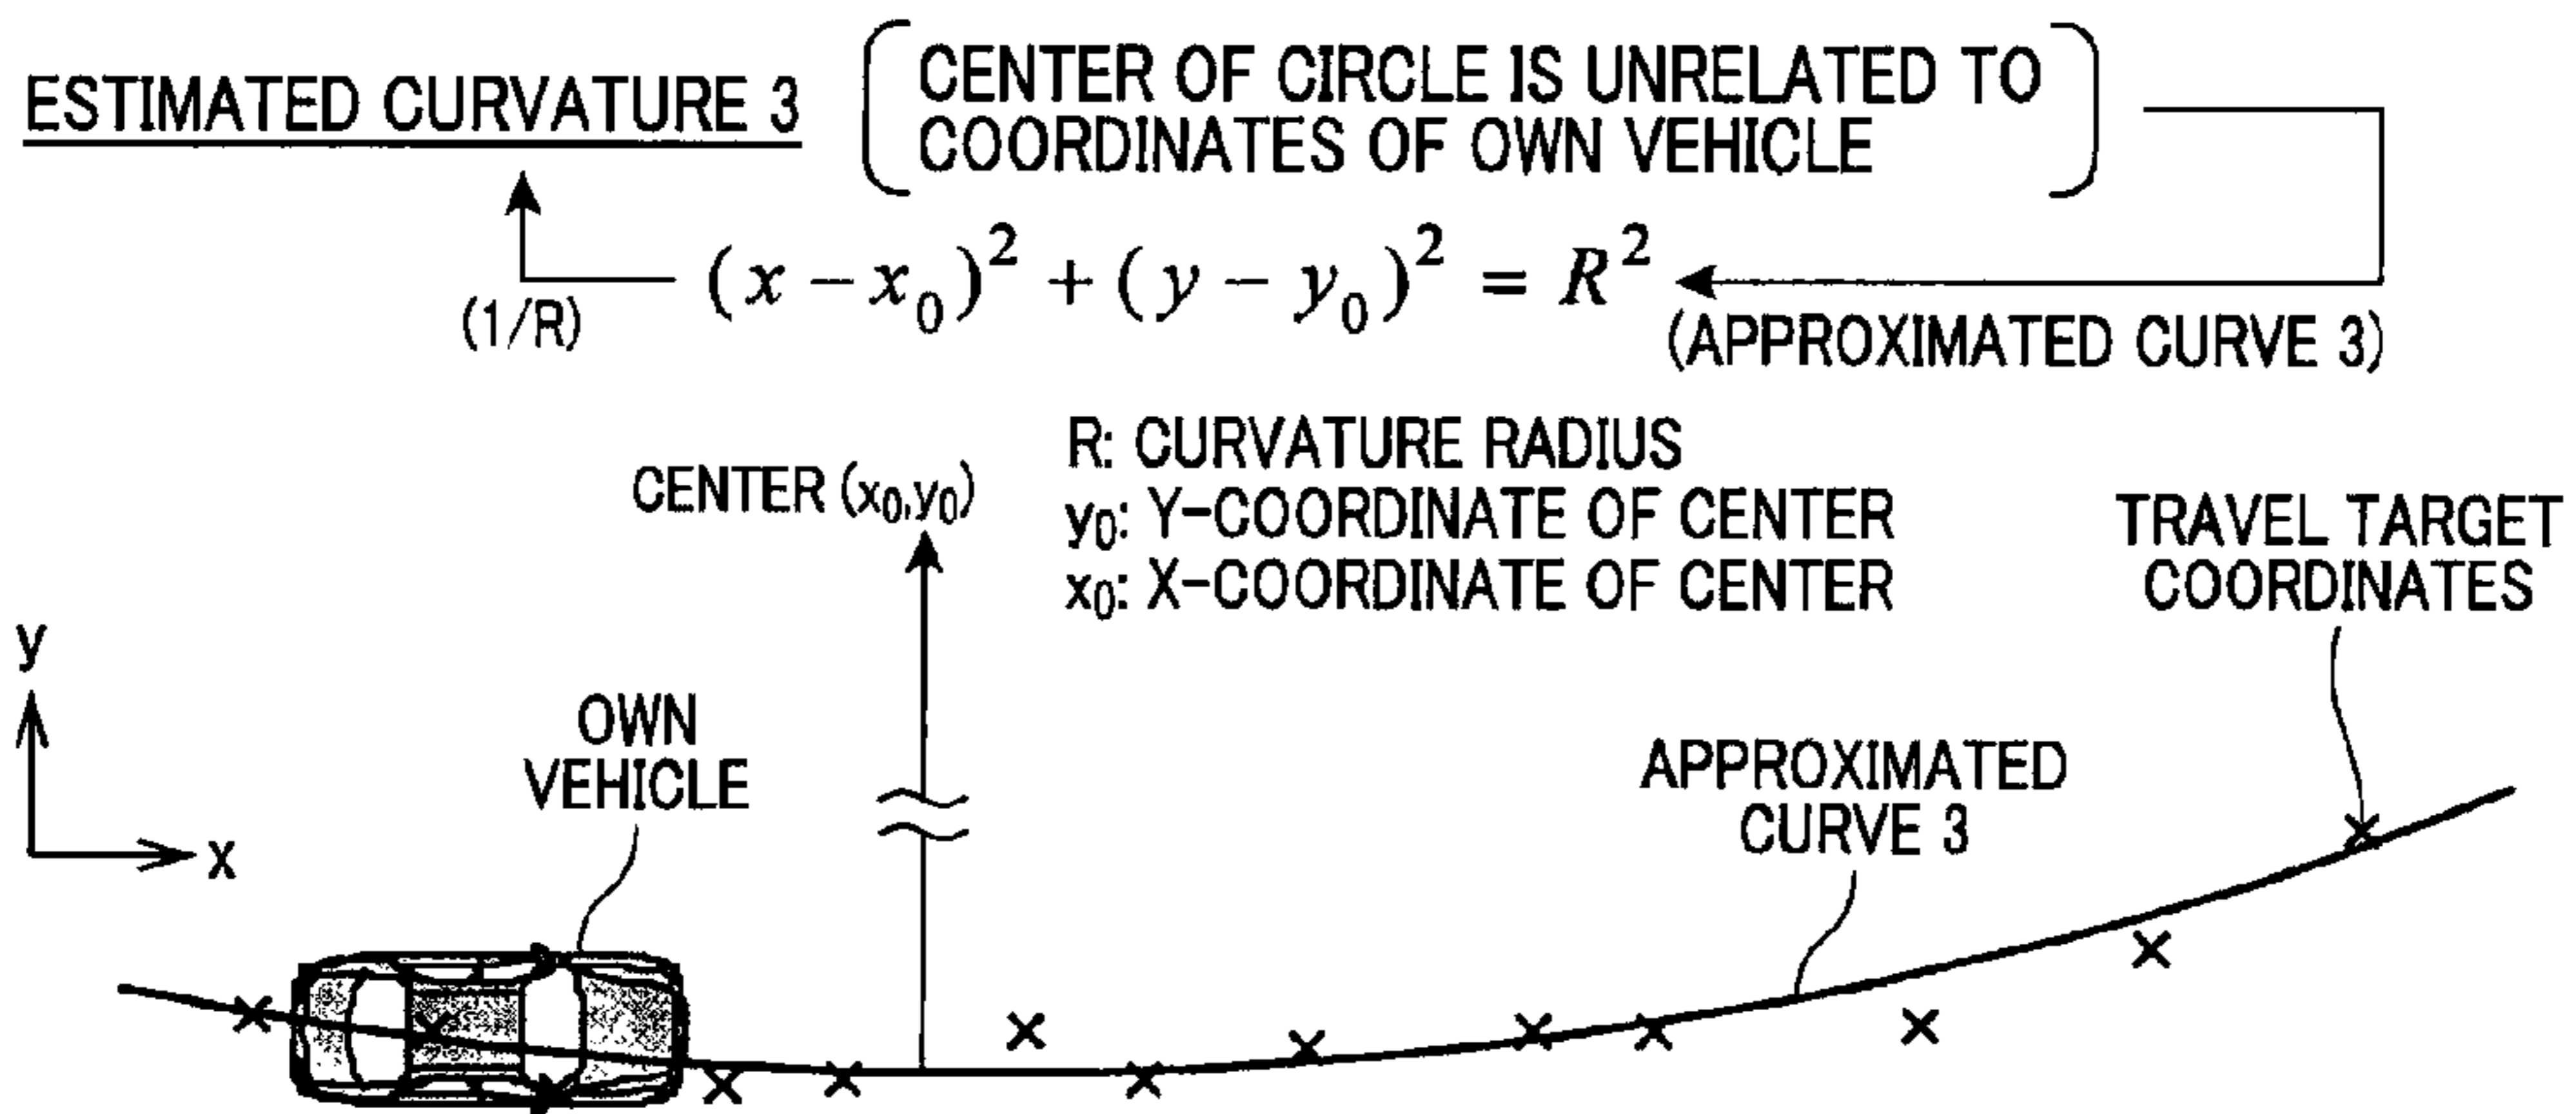 ESTIMATED CURVATURE 3
CENTER OF CIRCLE IS UNRELATED TO
COORDINATES OF OWN VEHICLE
(x − x₀)² + (y − y₀)² = R²
(1/R)
(APPROXIMATED CURVE 3)
R: CURVATURE RADIUS
y₀: Y-COORDINATE OF CENTER
x₀: X-COORDINATE OF CENTER
CENTER (x₀,y₀)
TRAVEL TARGET
COORDINATES
y
x
OWN
VEHICLE
APPROXIMATED
CURVE 3